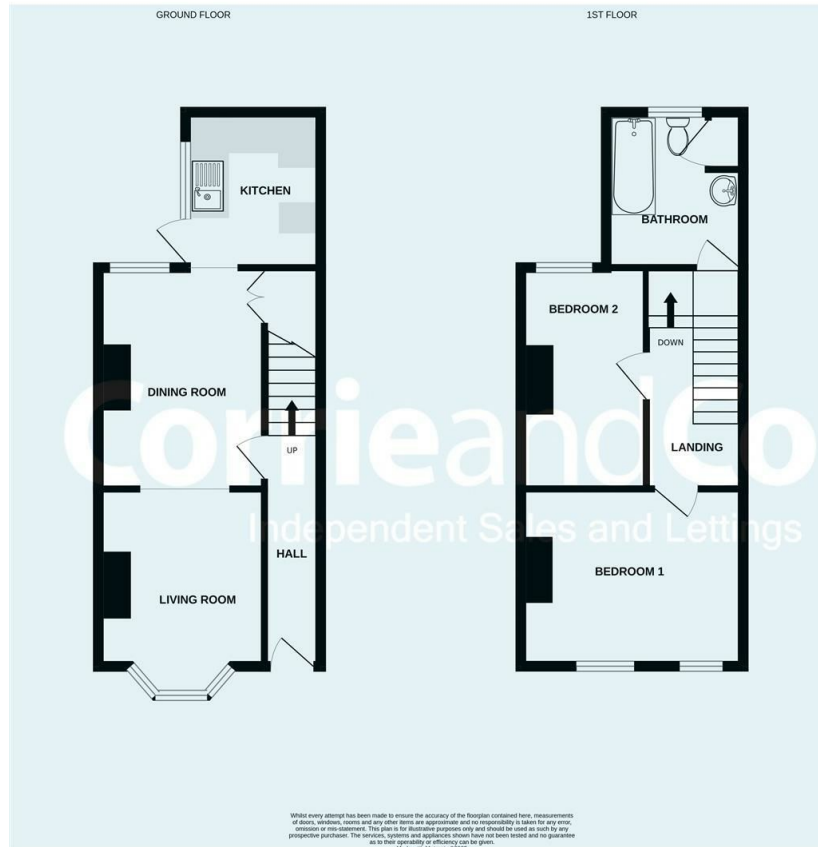 GROUND FLOOR
1ST FLOOR
KITCHEN
BATHROOM
BEDROOM 2
DINING ROOM
DOWN
UP
LANDING
CorrieandCo
Independent Sales and Lettings
HALL
LIVING ROOM
BEDROOM 1
Whilst every attempt has been made to ensure the accuracy of the floorplan contained here, measurements
of doors, windows, rooms and any other items are approximate and no responsibility is taken for any error,
omission or mis-statement. This plan is for illustrative purposes only and should be used as such by any
prospective purchaser. The services, systems and appliances shown have not been tested and no guarantee
as to their operability or efficiency can be given.